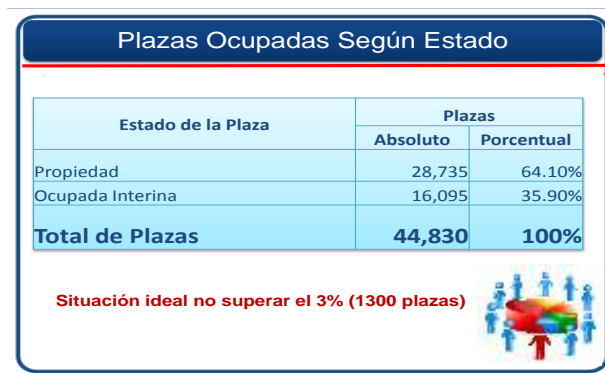 Plazas Ocupadas Según Estado
Estado de la Plaza
Plazas
Absoluto Porcentual
Propiedad 28,735 64.10%
Ocupada Interina 16,095 35.90%
Total de Plazas 44,830 100%
Situación ideal no superar el 3% (1300 plazas)